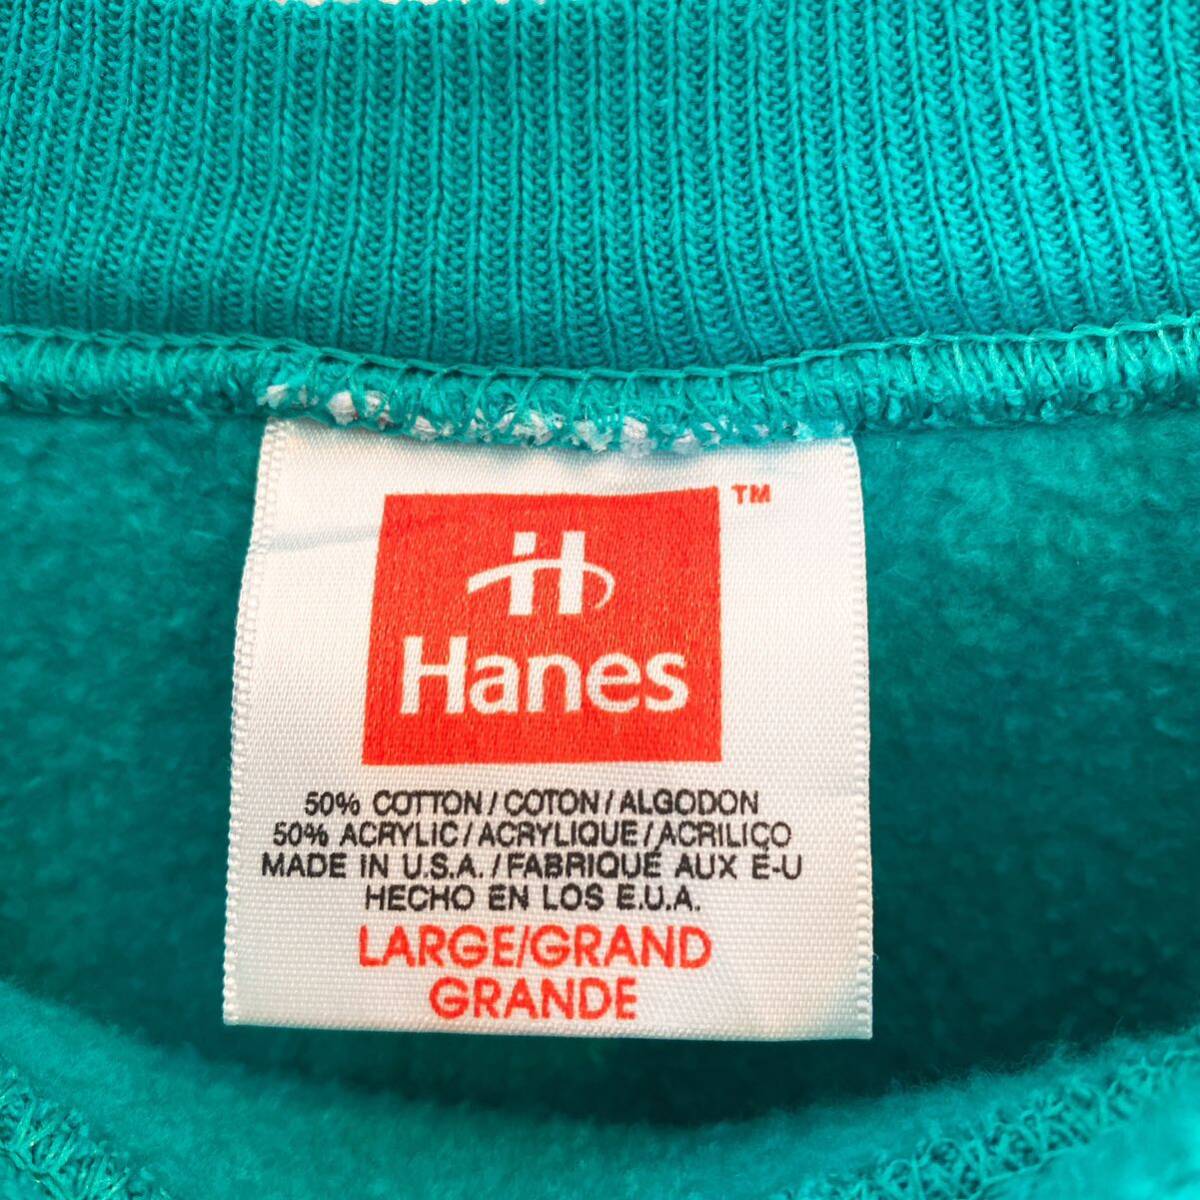 TM
H
Hanes
50% COTTON/COTON/ALGODON
50% ACRYLIC/ACRYLIQUE/ACRILICO
MADE IN U.S.A./FABRIQUÉ AUX É-U
HECHO EN LOS E.U.A.
LARGE/GRAND
GRANDE